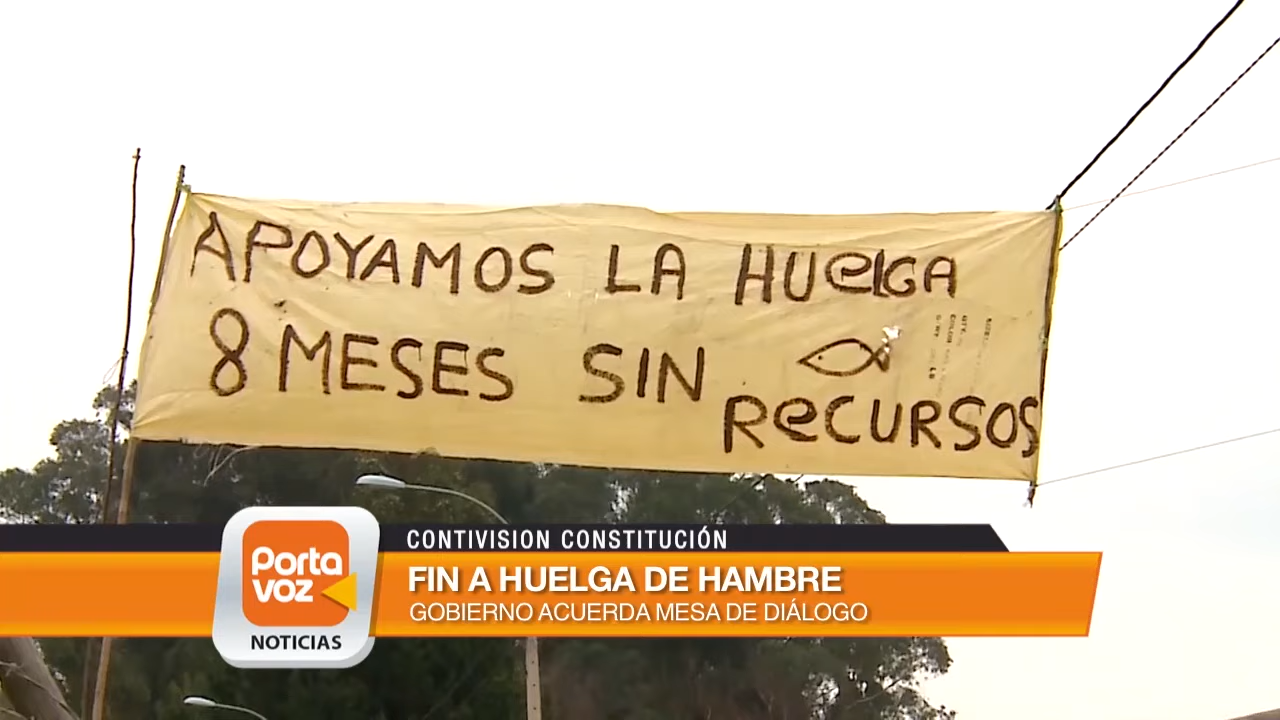 APOYAMOS LA HUELGA
8 MESES SIN
RECURSOS
CONTIVISION CONSTITUCIÓN
FIN A HUELGA DE HAMBRE
GOBIERNO ACUERDA MESA DE DIÁLOGO
Porta
voz
NOTICIAS